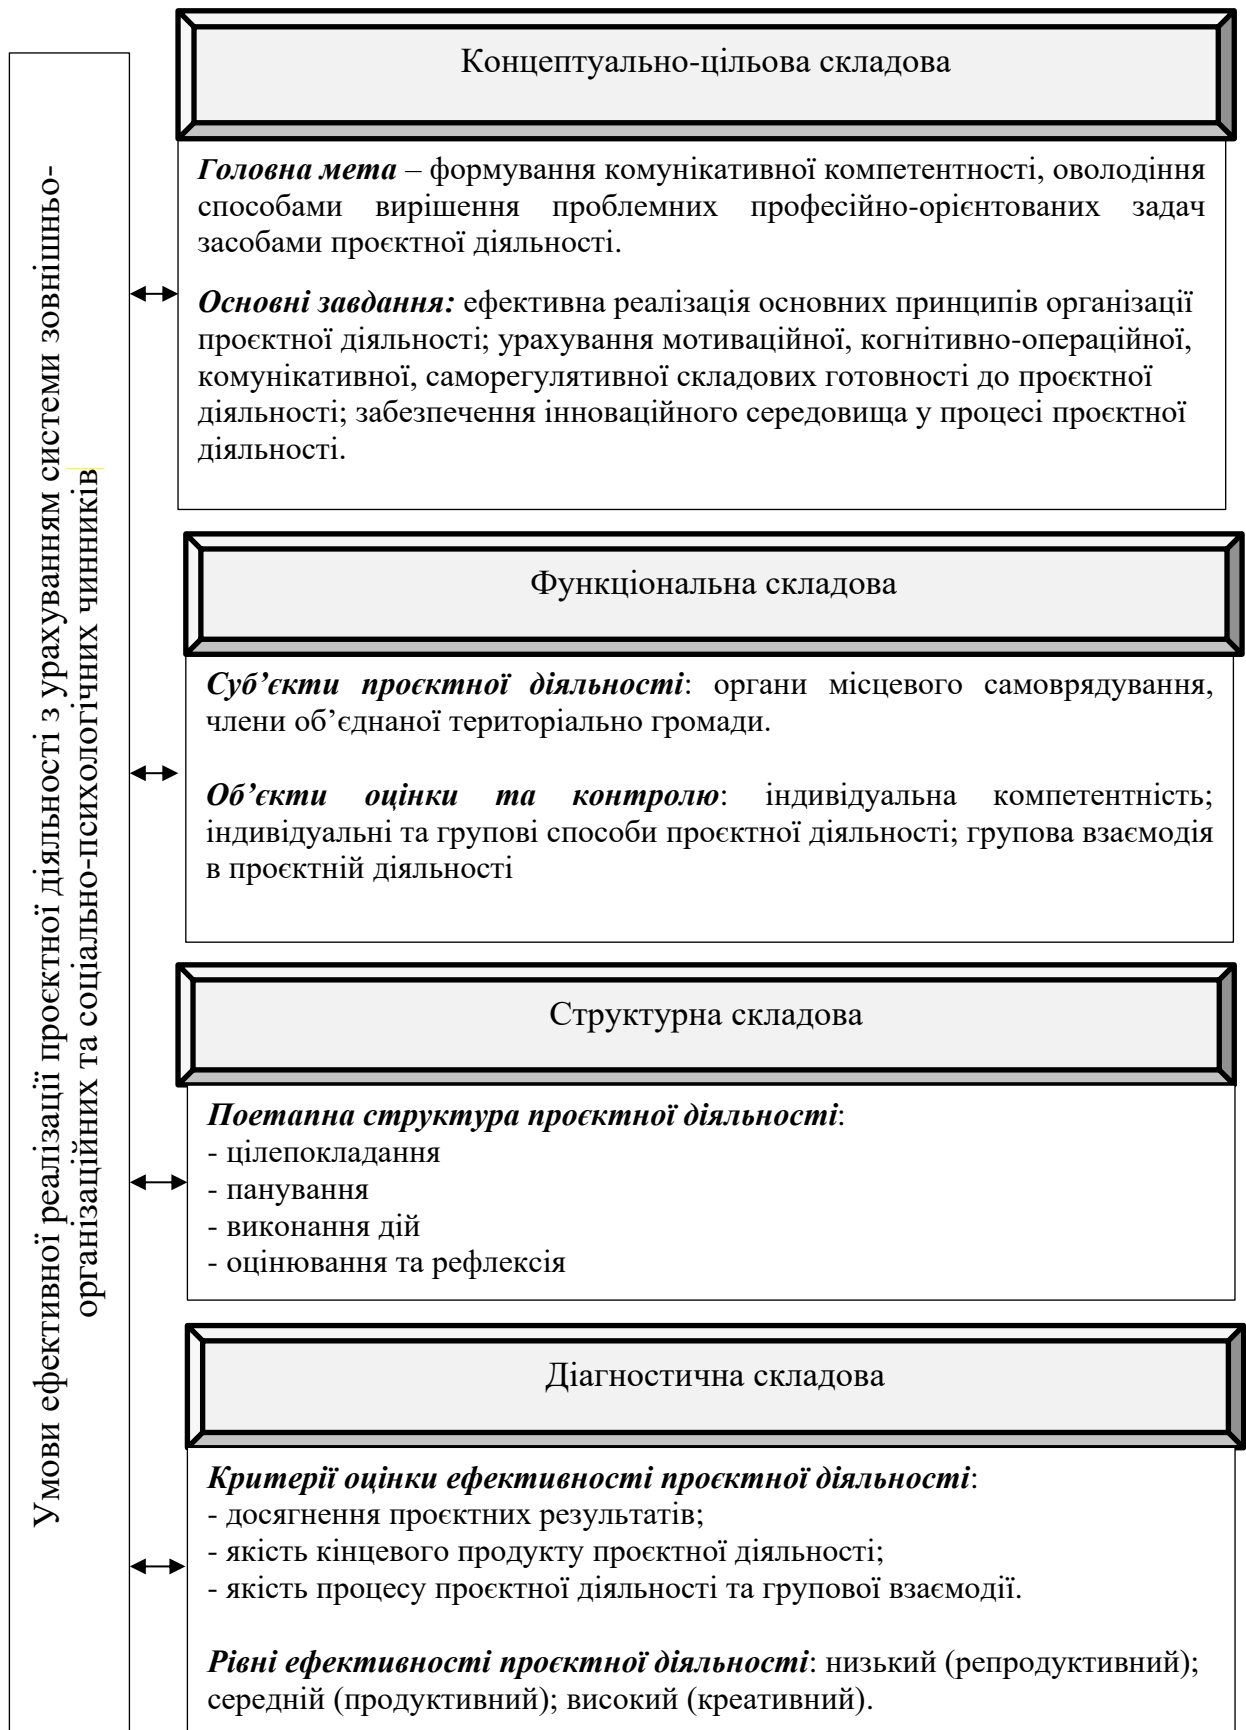 Умови ефективної реалізації проєктної діяльності з урахуванням системи зовнішньо-
організаційних та соціально-психологічних чинників
Концептуально-цільова складова
Головна мета – формування комунікативної компетентності, оволодіння
способами вирішення проблемних професійно-орієнтованих задач
засобами проєктної діяльності.
Основні завдання: ефективна реалізація основних принципів організації
проєктної діяльності; урахування мотиваційної, когнітивно-операційної,
комунікативної, саморегулятивної складових готовності до проєктної
діяльності; забезпечення інноваційного середовища у процесі проєктної
діяльності.
Функціональна складова
Суб’єкти проєктної діяльності: органи місцевого самоврядування,
члени об’єднаної територіально громади.
Об’єкти оцінки та контролю: індивідуальна компетентність;
індивідуальні та групові способи проєктної діяльності; групова взаємодія
в проєктній діяльності
Структурна складова
Поетапна структура проєктної діяльності:
- цілепокладання
- панування
- виконання дій
- оцінювання та рефлексія
Діагностична складова
Критерії оцінки ефективності проєктної діяльності:
- досягнення проєктних результатів;
- якість кінцевого продукту проєктної діяльності;
- якість процесу проєктної діяльності та групової взаємодії.
Рівні ефективності проєктної діяльності: низький (репродуктивний);
середній (продуктивний); високий (креативний).